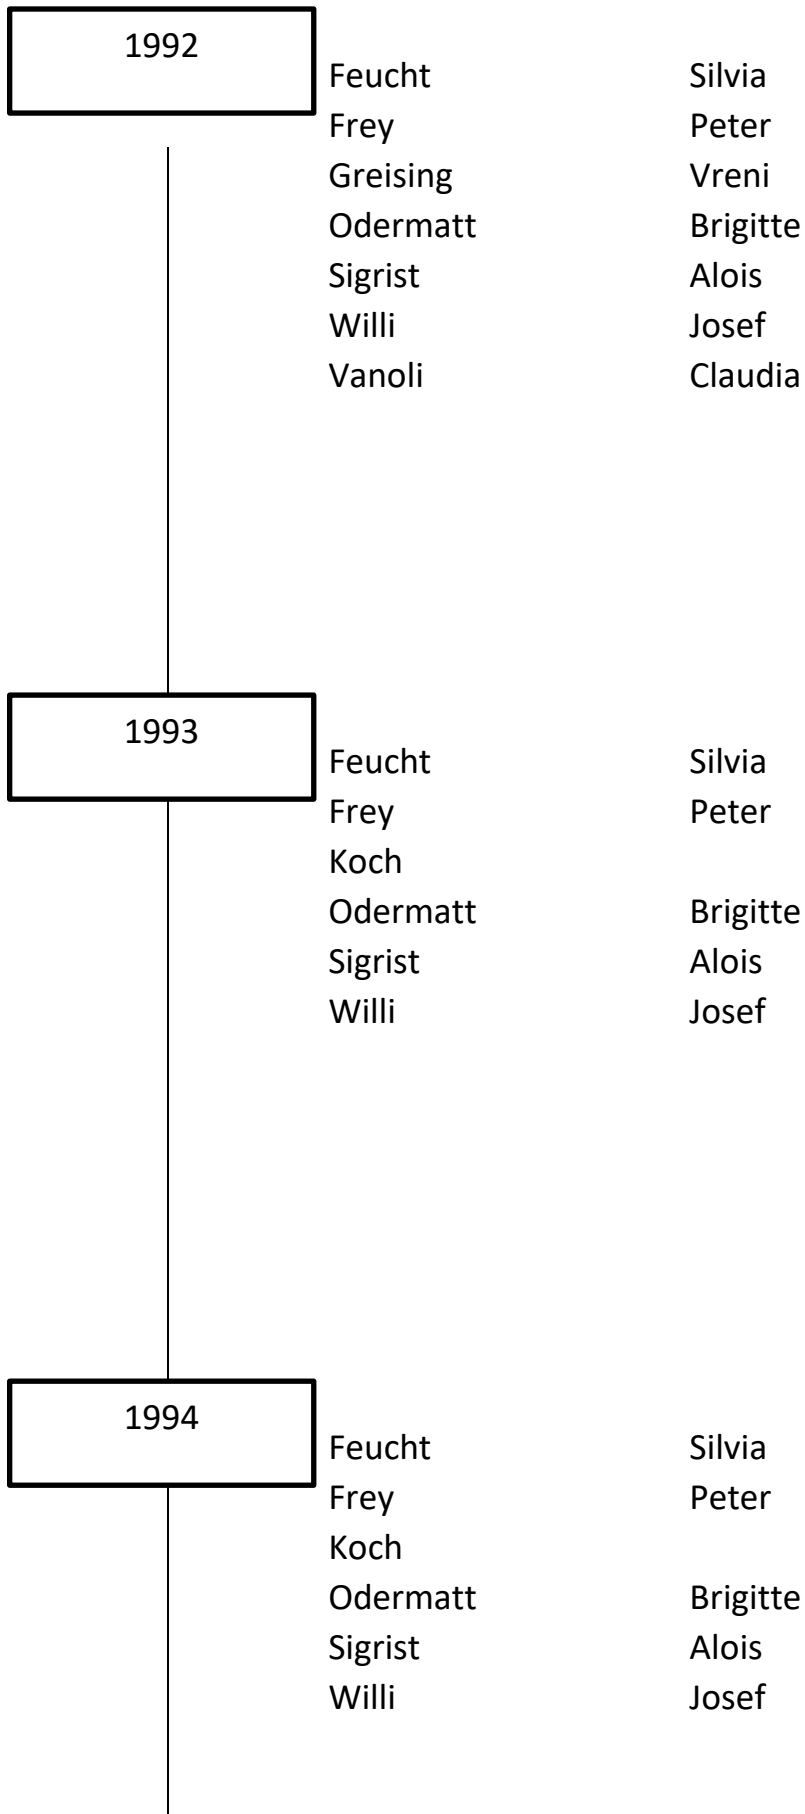 1992
Feucht Silvia
Frey Peter
Greising Vreni
Odermatt Brigitte
Sigrist Alois
Willi Josef
Vanoli Claudia
1993
Feucht Silvia
Frey Peter
Koch
Odermatt Brigitte
Sigrist Alois
Willi Josef
1994
Feucht Silvia
Frey Peter
Koch
Odermatt Brigitte
Sigrist Alois
Willi Josef